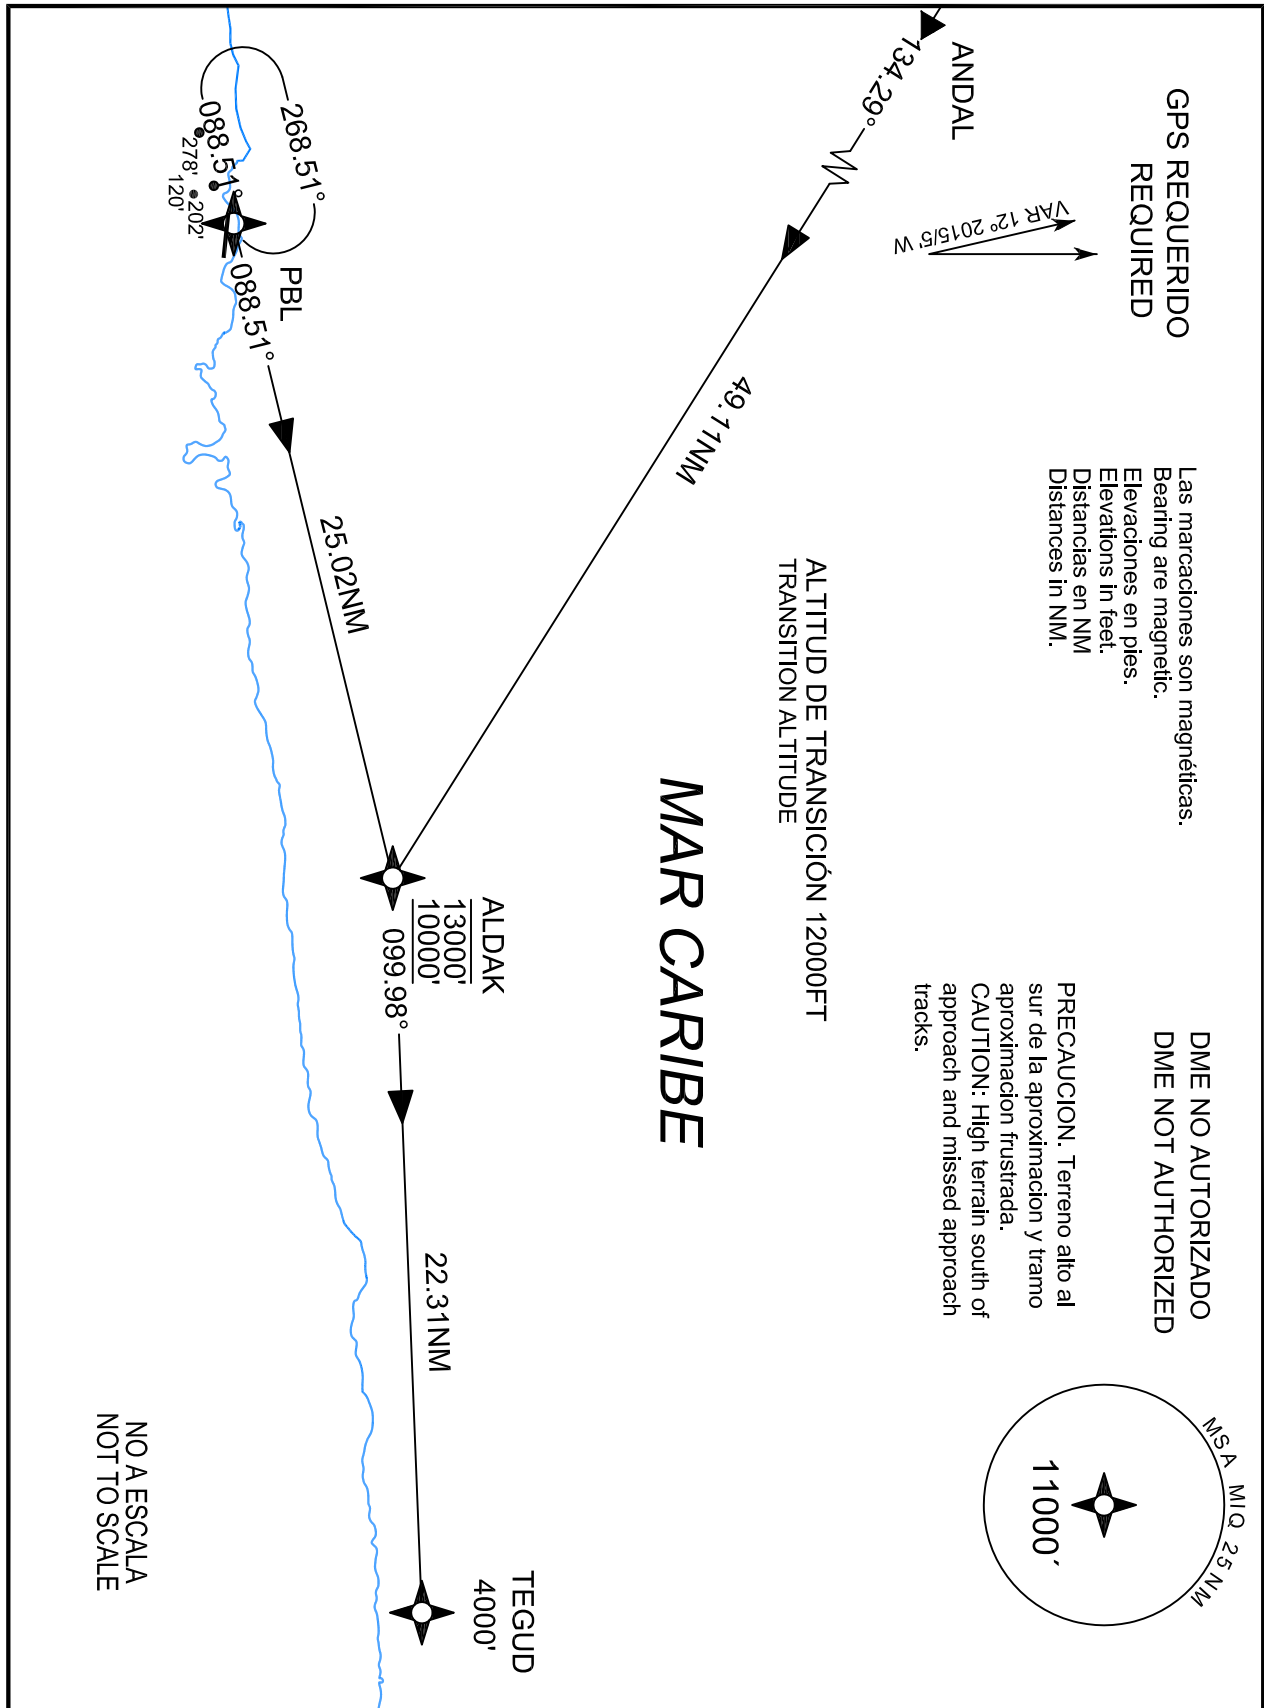 GPS REQUERIDO
REQUIRED
VAR 12° 2015/5' W
Las marcaciones son magnéticas.
Bearing are magnetic.
Elevaciones en pies.
Elevations in feet.
Distancias en NM
Distances in NM.
DME NO AUTORIZADO
DME NOT AUTHORIZED
PRECAUCION. Terreno alto al
sur de la aproximacion y tramo
aproximacion frustrada.
CAUTION: High terrain south of
approach and missed approach
tracks.
MSA MIQ 25 NM
11000´
ANDAL
134.29°
49.11NM
ALTITUD DE TRANSICIÓN 12000FT
TRANSITION ALTITUDE
MAR CARIBE
268.51°
088.51°
278'
202'
120'
PBL
088.51°
25.02NM
ALDAK
13000'
10000'
099.98°
22.31NM
TEGUD
4000'
NO A ESCALA
NOT TO SCALE